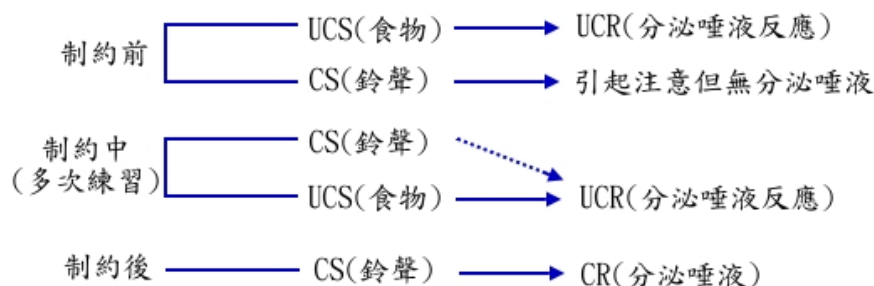 制約前
UCS(食物)
UCR(分泌唾液反應)
CS(鈴聲)
引起注意但無分泌唾液
制約中
(多次練習)
CS(鈴聲)
UCS(食物)
UCR(分泌唾液反應)
制約後
CS(鈴聲)
CR(分泌唾液)